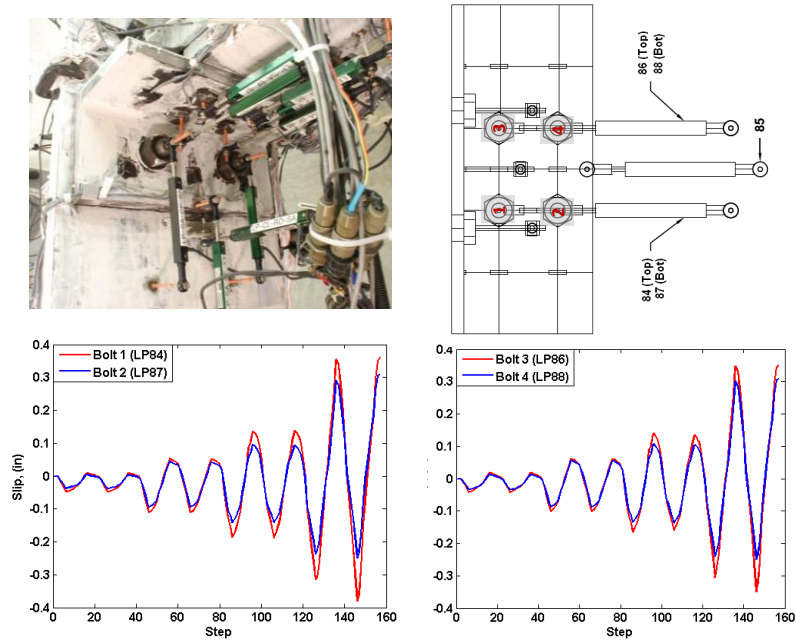 86 (Top)
88 (Bot)
85
3
4
1
2
84 (Top)
87 (Bot)
0.4
0.3
0.2
0.1
0
-0.1
-0.2
-0.3
-0.4
Slip, (in)
Bolt 1 (LP84)
Bolt 2 (LP87)
0 20 40 60 80 100 120 140 160
Step
0.4
0.3
0.2
0.1
0
-0.1
-0.2
-0.3
-0.4
Bolt 3 (LP86)
Bolt 4 (LP88)
0 20 40 60 80 100 120 140 160
Step